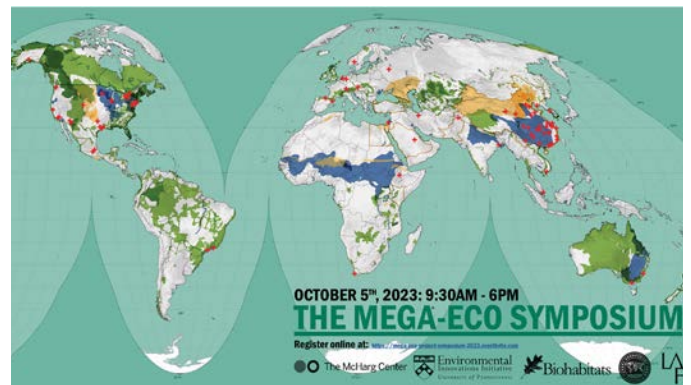 OCTOBER 5TH, 2023: 9:30AM - 6PM
THE MEGA-ECO SYMPOSIUM
Register online at:
The McHarg Center
Environmental
Innovations Initiative
University of Pennsylvania
Biohabitats
LA
F